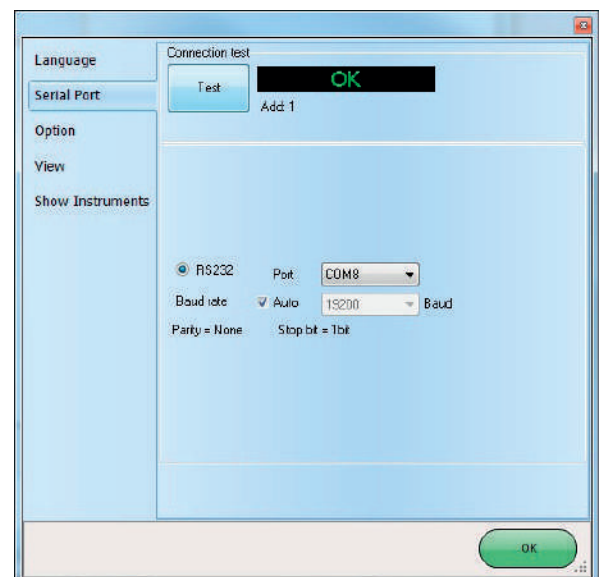 Language
Serial Port
Option
View
Show Instruments
Connection test
Test
OK
Add: 1
RS232
Port
COM8
Baud rate
Auto
19200
Baud
Parity = None
Stop bit = 1bit
OK